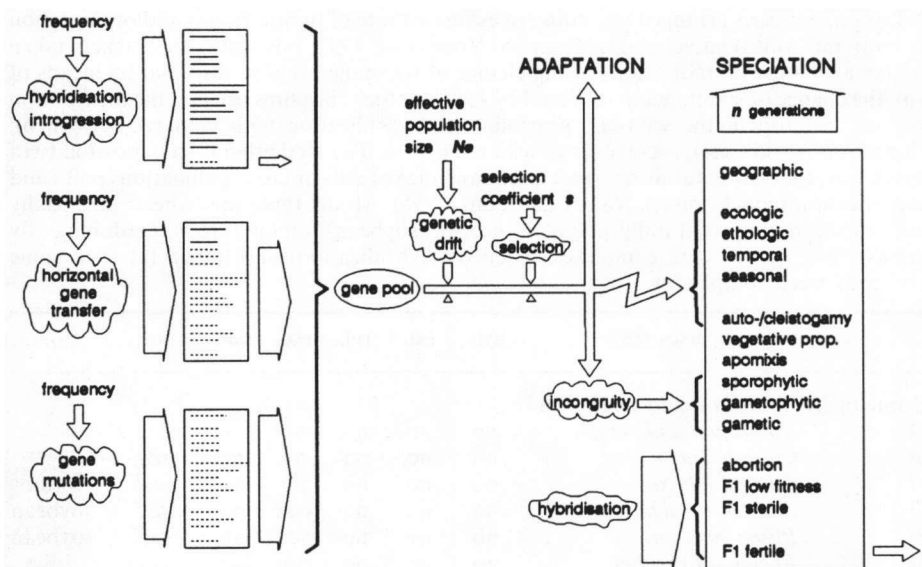 frequency
hybridisation
introgression
frequency
horizontal
gene
transfer
frequency
gene
mutations
gene pool
effective
population
size Ne
genetic
drift
selection
coefficient s
selection
ADAPTATION
incongruity
hybridisation
SPECIATION
n generations
geographic
ecologic
ethologic
temporal
seasonal
auto-/cleistogamy
vegetative prop.
apomixis
sporophytic
gametophytic
gametic
abortion
F1 low fitness
F1 sterile
F1 fertile